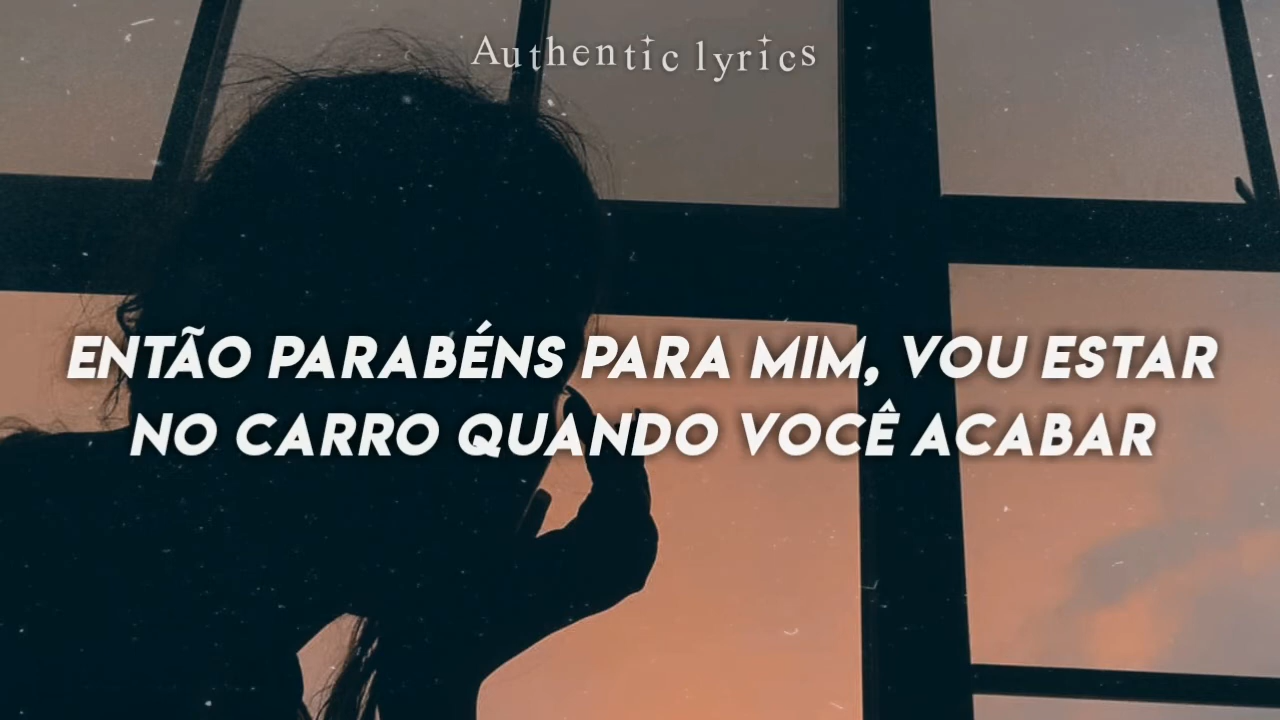 Authentic lyrics
ENTÃO PARABÉNS PARA MIM, VOU ESTAR
NO CARRO QUANDO VOCÊ ACABAR